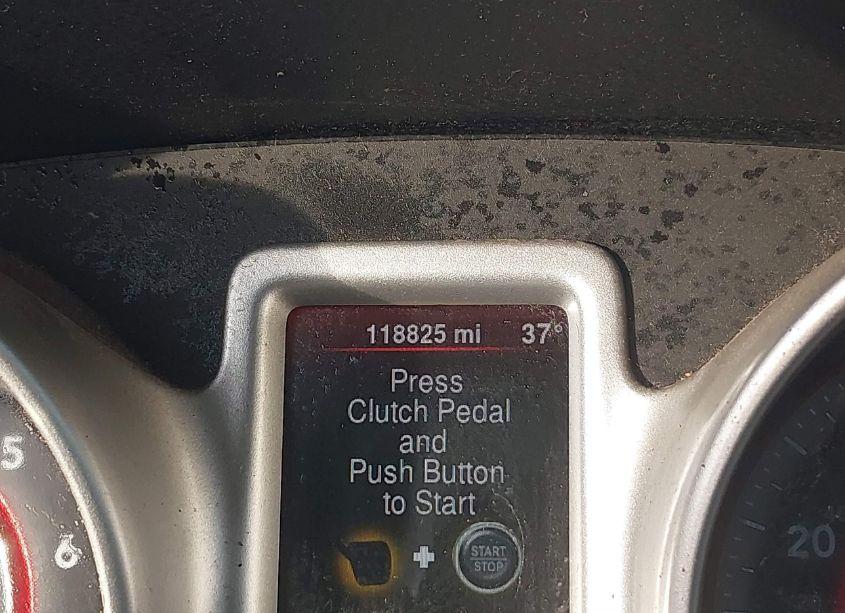 118825 mi 37°
Press
Clutch Pedal
and
Push Button
to Start
START
STOP
5
6
20